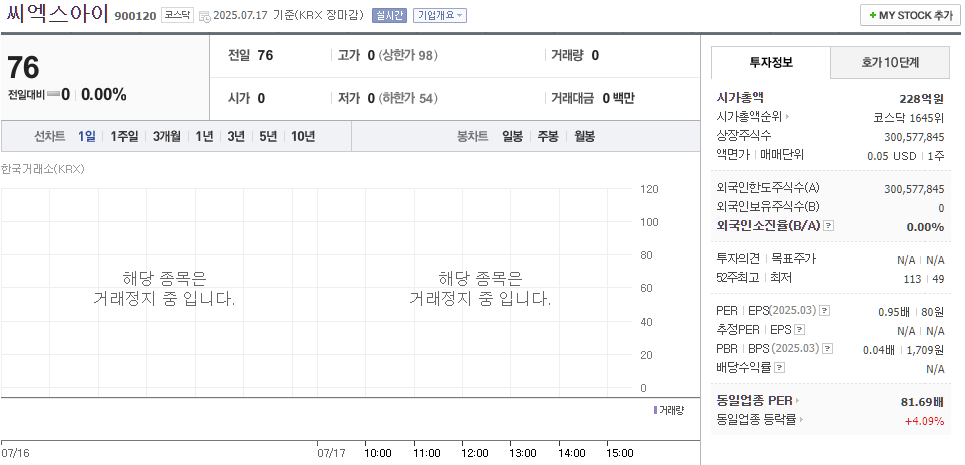 씨엑스아이 900120 코스닥 2025.07.17 기준(KRX 장마감) 실시간 기업개요
+ MY STOCK 추가
76
전일대비 0 0.00%
전일 76 고가 0 (상한가 98) 거래량 0
시가 0 저가 0 (하한가 54) 거래대금 0 백만
선차트 1일 1주일 3개월 1년 3년 5년 10년 봉차트 일봉 주봉 월봉
한국거래소(KRX)
120
100
80
60
40
20
0
해당 종목은
거래정지 중 입니다.
해당 종목은
거래정지 중 입니다.
거래량
07/16 07/17 10:00 11:00 12:00 13:00 14:00 15:00
투자정보 호가 10단계
시가총액 228억원
시가총액순위 코스닥 1645위
상장주식수 300,577,845
액면가 매매단위 0.05 USD 1주
외국인한도주식수(A) 300,577,845
외국인보유주식수(B) 0
외국인소진율(B/A) ? 0.00%
투자의견 목표주가 N/A N/A
52주최고 최저 113 49
PER EPS(2025.03) ? 0.95배 80원
추정PER EPS ? N/A N/A
PBR BPS (2025.03) ? 0.04배 1,709원
배당수익률 ? N/A
동일업종 PER 81.69배
동일업종 등락률 +4.09%